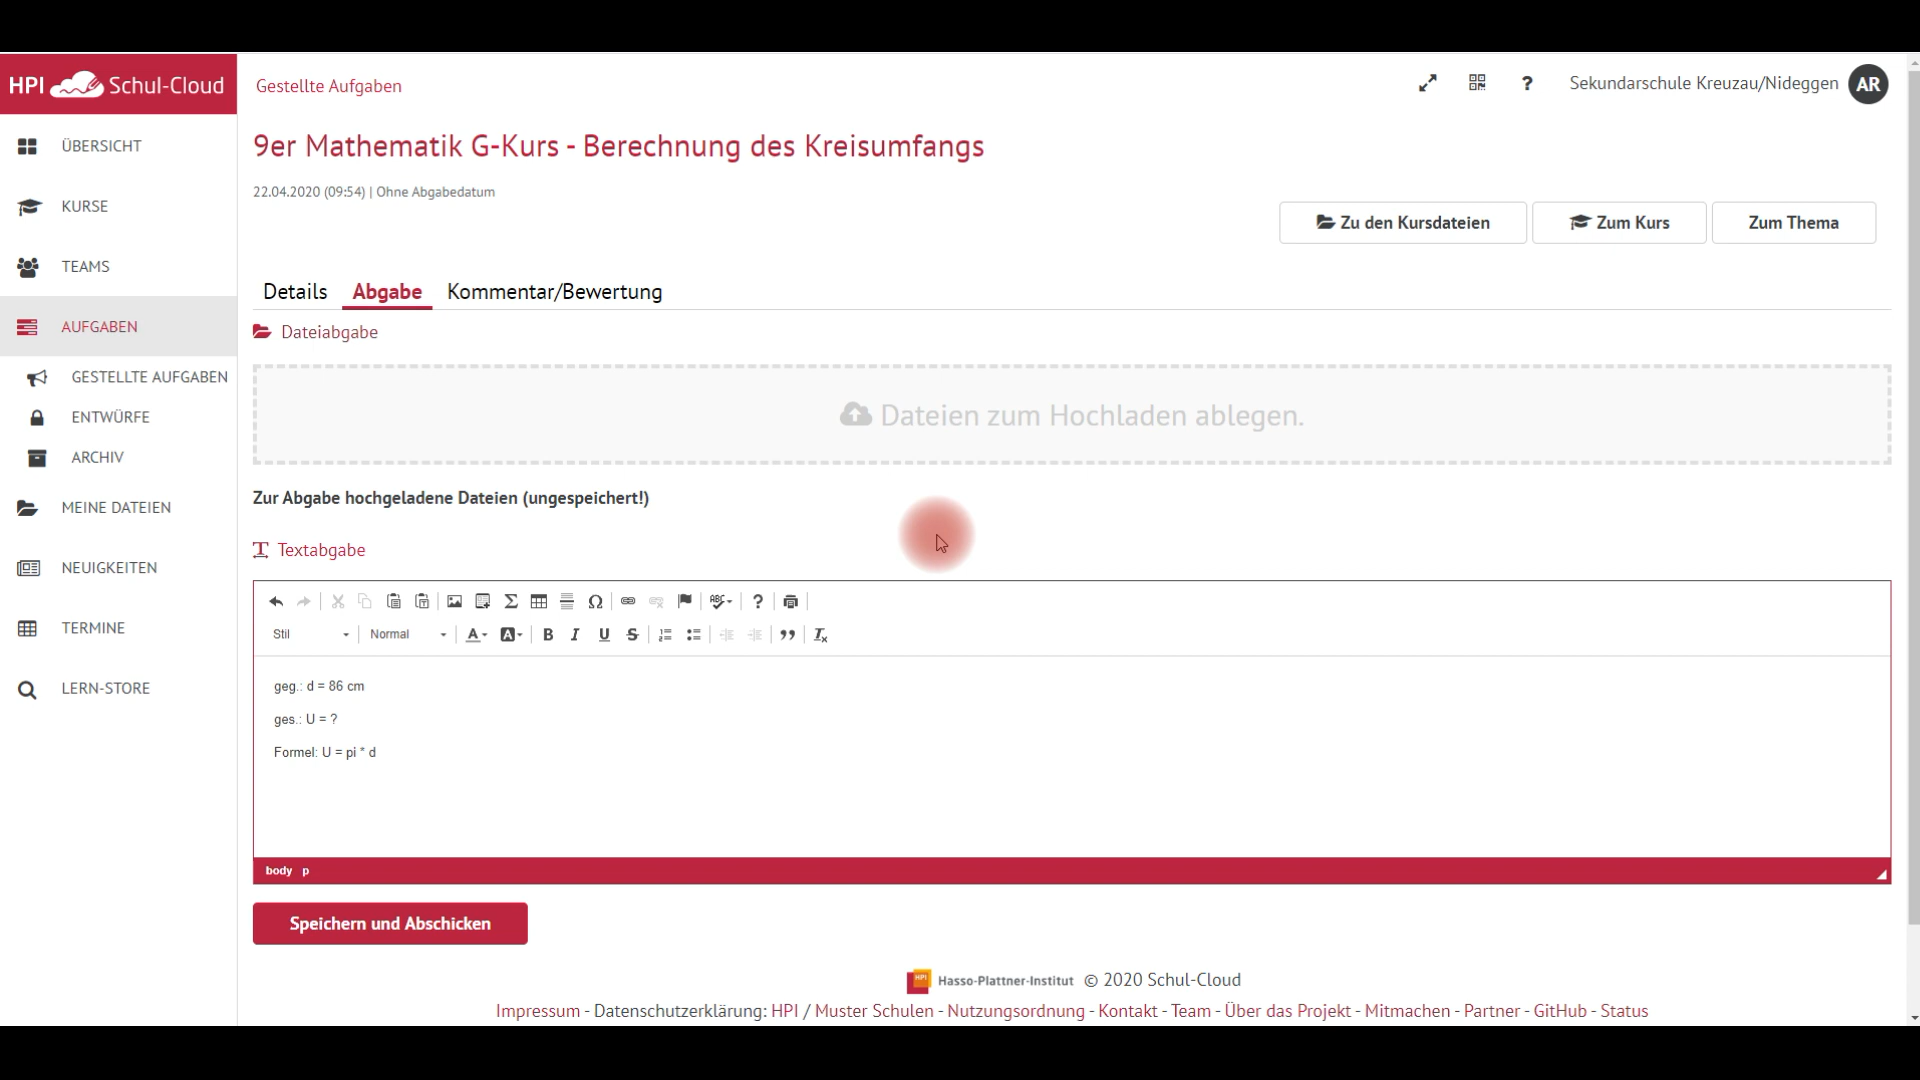 HPI Schul-Cloud
Gestellte Aufgaben
? Sekundarschule Kreuzau/Nideggen AR
9er Mathematik G-Kurs - Berechnung des Kreisumfangs
22.04.2020 (09:54) | Ohne Abgabedatum
Zu den Kursdateien
Zum Kurs
Zum Thema
ÜBERSICHT
KURSE
TEAMS
AUFGABEN
GESTELLTE AUFGABEN
ENTWÜRFE
ARCHIV
MEINE DATEIEN
NEUIGKEITEN
TERMINE
LERN-STORE
Details Abgabe Kommentar/Bewertung
Dateiabgabe
Dateien zum Hochladen ablegen.
Zur Abgabe hochgeladene Dateien (ungespeichert!)
Textabgabe
Stil Normal
geg.: d = 86 cm
ges.: U = ?
Formel: U = pi * d
body p
Speichern und Abschicken
HPI Hasso-Plattner-Institut © 2020 Schul-Cloud
Impressum - Datenschutzerklärung: HPI / Muster Schulen - Nutzungsordnung - Kontakt - Team - Über das Projekt - Mitmachen - Partner - GitHub - Status